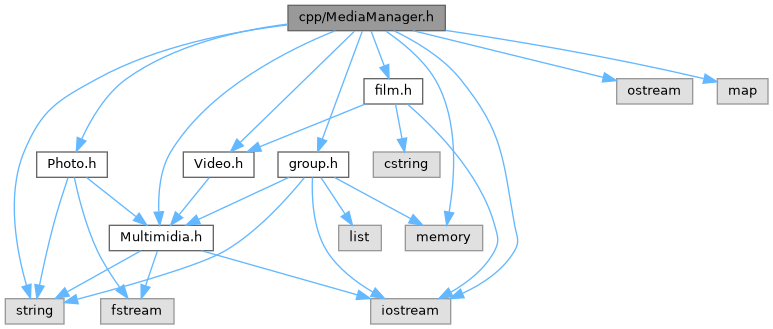 cpp/MediaManager.h
film.h
ostream
map
Photo.h
Video.h
group.h
cstring
Multimidia.h
list
memory
string
fstream
iostream